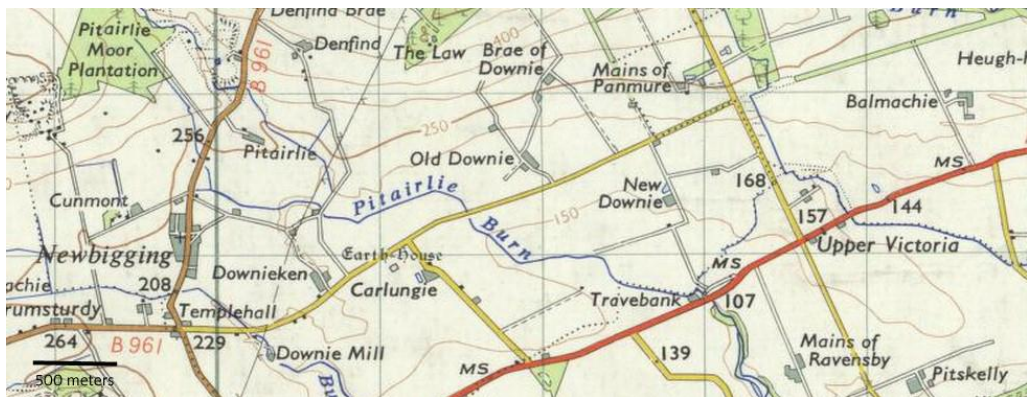 Denfind Brae
Burn
Pitairlie
Moor
Plantation
Denfind
The Law
400
Brae of
Downie
Heugh-
B 961
Mains of
Panmure
Balmachie
256
250
Pitairlie
Old Downie
MS
Cunmont
Pitairlie
Burn
New
Downie
168
150
157
144
Newbigging
Earth-House
Upper Victoria
Downieken
Carlungie
MS
208
Travebank
107
Templehall
264
B 961
229
Downie Mill
139
Mains of
Ravensby
MS
Pitskelly
500 meters